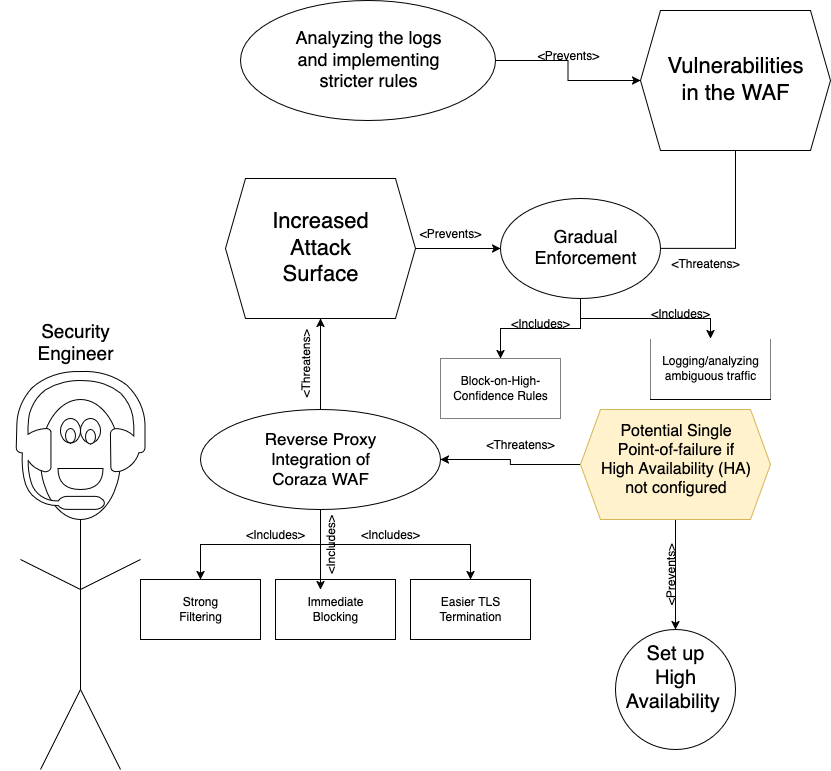 Analyzing the logs
and implementing
stricter rules
<Prevents>
Vulnerabilities
in the WAF
Increased
Attack
Surface
<Prevents>
Gradual
Enforcement
<Threatens>
<Includes>
<Includes>
Block-on-High-
Confidence Rules
Logging/analyzing
ambiguous traffic
Security
Engineer
<Threatens>
Reverse Proxy
Integration of
Coraza WAF
<Threatens>
Potential Single
Point-of-failure if
High Availability (HA)
not configured
<Includes>
<Includes>
<Includes>
Strong
Filtering
Immediate
Blocking
Easier TLS
Termination
<Prevents>
Set up
High
Availability